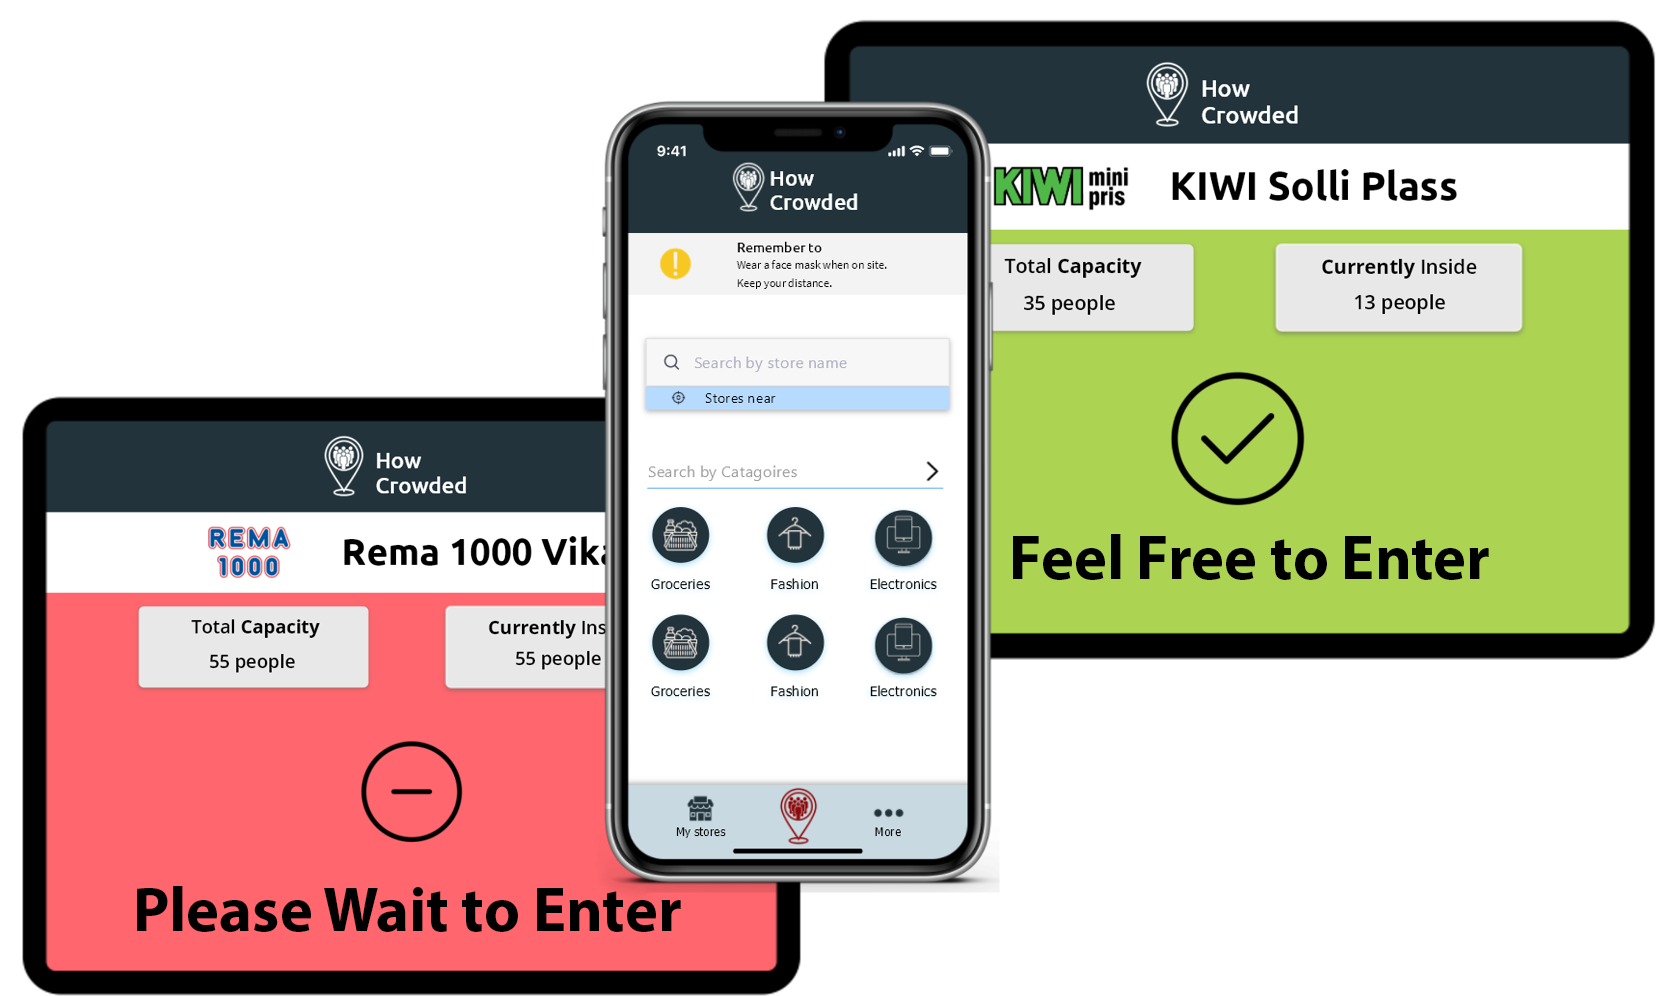 How
Crowded
REMA
1000
Rema 1000 Vika
Total Capacity
55 people
Currently Ins
55 people
Please Wait to Enter
9:41
How
Crowded
Remember to
Wear a face mask when on site.
Keep your distance.
Search by store name
Stores near
Search by Catagoires
Groceries
Fashion
Electronics
Groceries
Fashion
Electronics
My stores
More
How
Crowded
KIWI mini
pris
KIWI Solli Plass
Total Capacity
35 people
Currently Inside
13 people
Feel Free to Enter